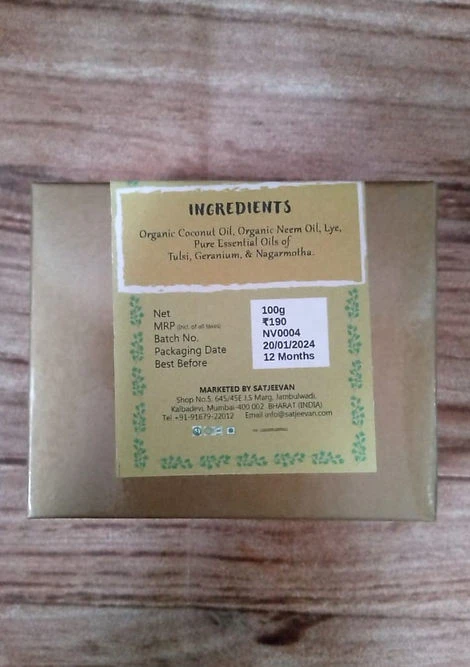 INGREDIENTS
Organic Coconut Oil, Organic Neem Oil, Lye,
Pure Essential Oils of
Tulsi, Geranium, & Nagarmotha.
Net 100g
MRP (Incl. of all taxes) ₹190
Batch No. NV0004
Packaging Date 20/01/2024
Best Before 12 Months
MARKETED BY SATJEEVAN
Shop No.5, 645/45E J.S Marg, Jambulwadi,
Kalbadevi, Mumbai-400 002 BHARAT (INDIA)
Tel +91-91679-22012 Email info@satjeevan.com